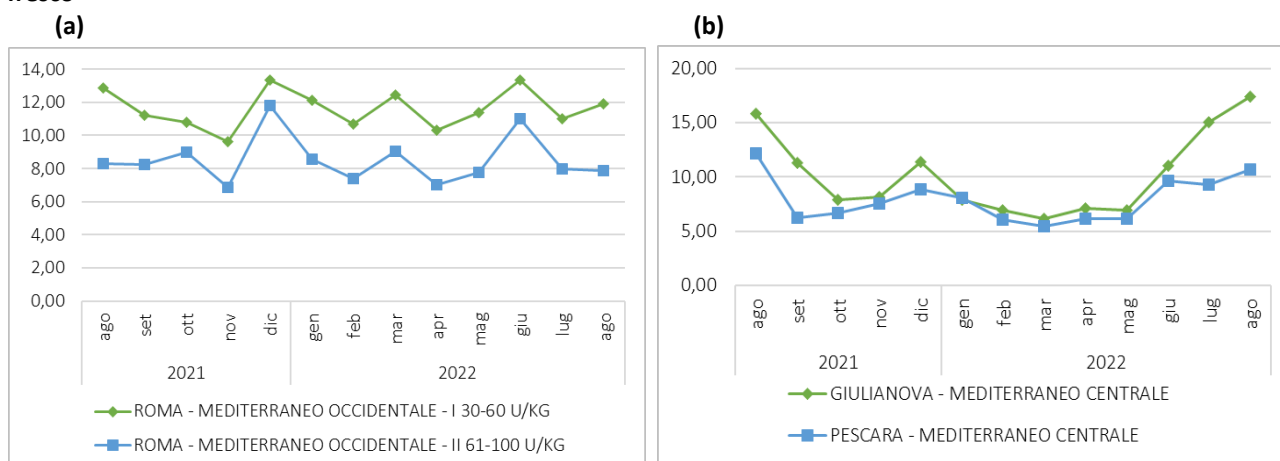 (a)
(b)
14,00
12,00
10,00
8,00
6,00
4,00
2,00
0,00
ago set ott nov dic gen feb mar apr mag giu lug ago
2021 2022
ROMA - MEDITERRANEO OCCIDENTALE - I 30-60 U/KG
ROMA - MEDITERRANEO OCCIDENTALE - II 61-100 U/KG
20,00
15,00
10,00
5,00
0,00
ago set ott nov dic gen feb mar apr mag giu lug ago
2021 2022
GIULIANOVA - MEDITERRANEO CENTRALE
PESCARA - MEDITERRANEO CENTRALE